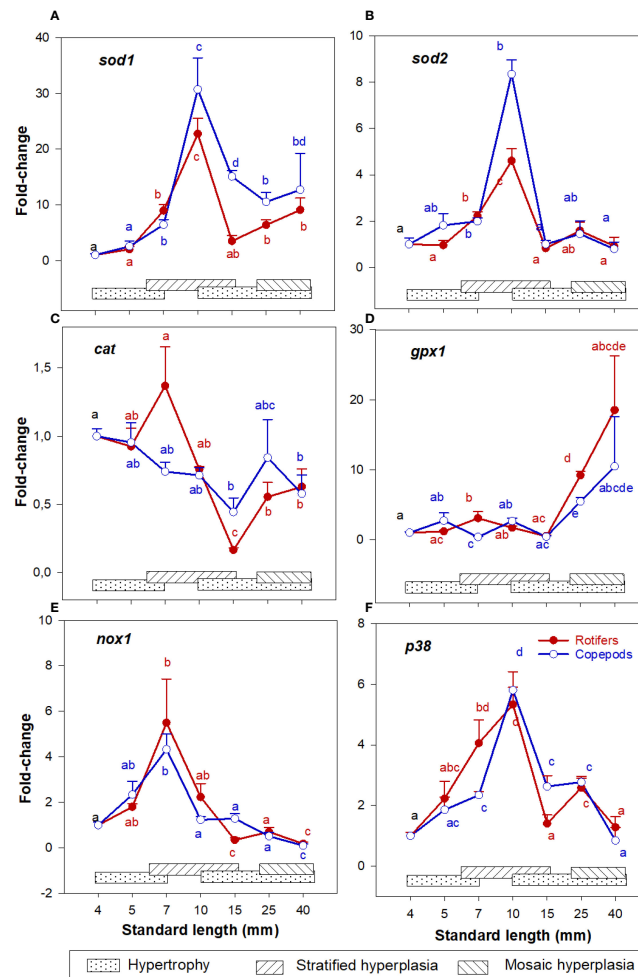 A
sod1
40
30
20
10
0
Fold-change
a
a
a
b
b
c
c
d
ab
b
b
bd
b
B
sod2
10
8
6
4
2
0
a
ab
a
b
b
b
c
a
a
ab
a
a
C
cat
1,5
1,0
0,5
0,0
Fold-change
a
ab
ab
a
ab
ab
ab
b
c
abc
b
b
b
D
gpx1
30
20
10
0
a
ab
ac
b
c
ab
ab
ac
ac
d
e
abcde
abcde
E
nox1
10
8
6
4
2
0
-2
Fold-change
a
ab
ab
b
b
ab
a
a
c
a
a
c
c
4 5 7 10 15 25 40
Standard length (mm)
F
p38
Rotifers
Copepods
8
6
4
2
0
a
abc
ac
bd
c
d
c
c
a
c
c
a
a
4 5 7 10 15 25 40
Standard length (mm)
Hypertrophy Stratified hyperplasia Mosaic hyperplasia